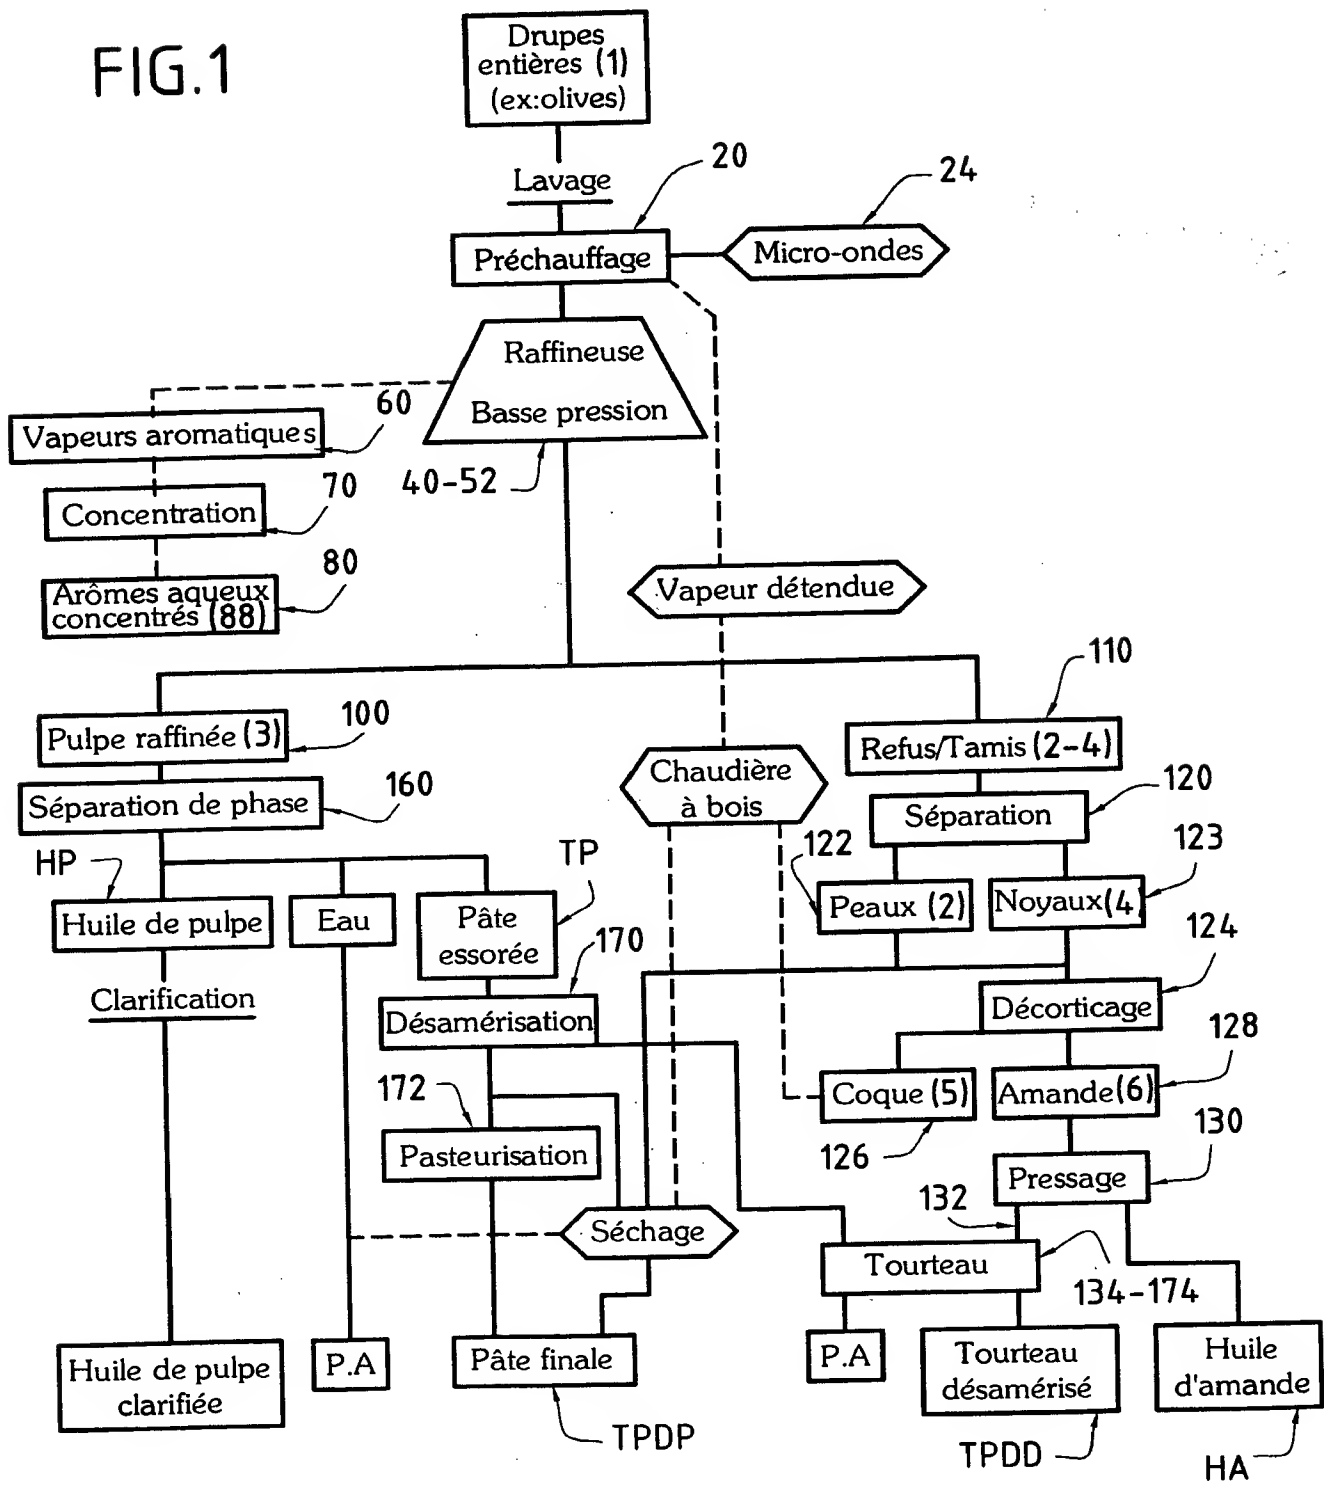 FIG.1
Drupes
entières (1)
(ex:olives)
Lavage
20
24
Préchauffage
Micro-ondes
Raffineuse
Basse pression
40-52
60
Vapeurs aromatiques
70
Concentration
80
Arômes aqueux
concentrés (88)
Vapeur détendue
100
Pulpe raffinée (3)
160
Séparation de phase
Chaudière
à bois
110
Refus/Tamis (2-4)
120
Séparation
122
123
Peaux (2)
Noyaux (4)
HP
TP
Huile de pulpe
Eau
Pâte
essorée
170
124
Clarification
Désamérisation
Décorticage
128
172
Coque (5)
Amande (6)
126
130
Pasteurisation
Pressage
132
Séchage
Tourteau
134-174
Huile de pulpe
clarifiée
P.A
Pâte finale
P.A
Tourteau
désamérisé
Huile
d'amande
TPDP
TPDD
HA